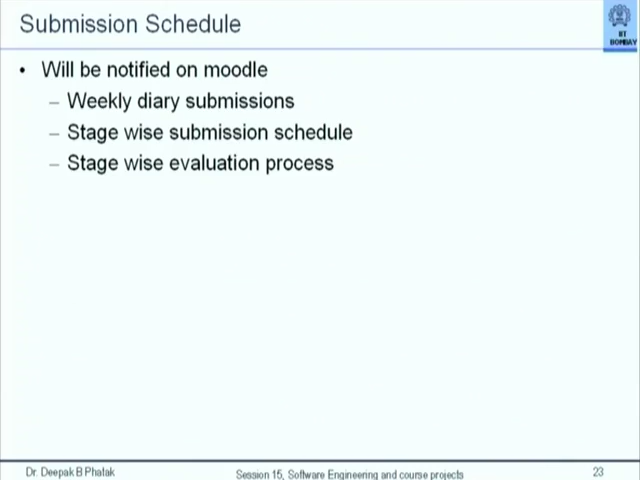 Submission Schedule
IIT
BOMBAY
• Will be notified on moodle
– Weekly diary submissions
– Stage wise submission schedule
– Stage wise evaluation process
Dr. Deepak B Phatak
Session 15, Software Engineering and course projects
23